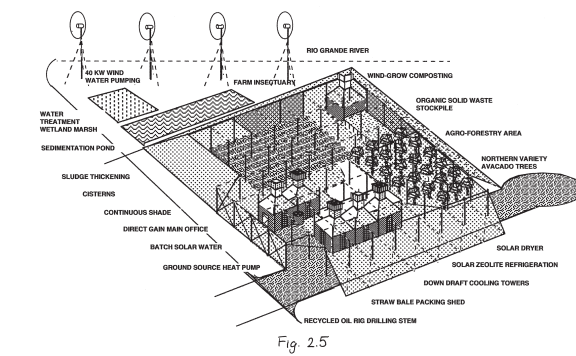 RIO GRANDE RIVER
40 KW WIND
WATER PUMPING
FARM INSECTUARY
WIND-GROW COMPOSTING
ORGANIC SOLID WASTE
STOCKPILE
WATER
TREATMENT
WETLAND MARSH
AGRO-FORESTRY AREA
SEDIMENTATION POND
NORTHERN VARIETY
AVACADO TREES
SLUDGE THICKENING
CISTERNS
CONTINUOUS SHADE
DIRECT GAIN MAIN OFFICE
BATCH SOLAR WATER
SOLAR DRYER
GROUND SOURCE HEAT PUMP
SOLAR ZEOLITE REFRIGERATION
DOWN DRAFT COOLING TOWERS
STRAW BALE PACKING SHED
RECYCLED OIL RIG DRILLING STEM
Fig. 2.5